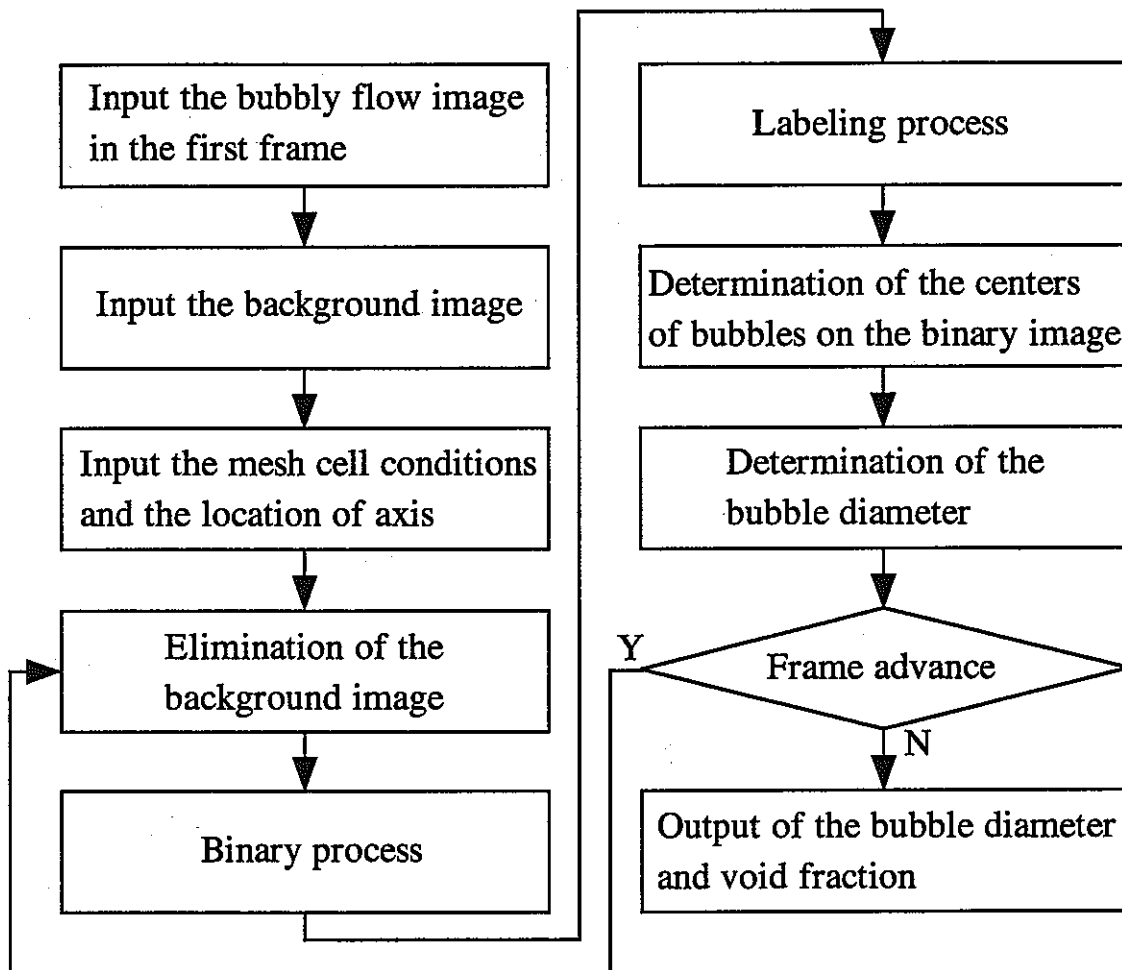 Input the bubbly flow image
in the first frame
Input the background image
Input the mesh cell conditions
and the location of axis
Elimination of the
background image
Binary process
Labeling process
Determination of the centers
of bubbles on the binary image
Determination of the
bubble diameter
Y
Frame advance
N
Output of the bubble diameter
and void fraction